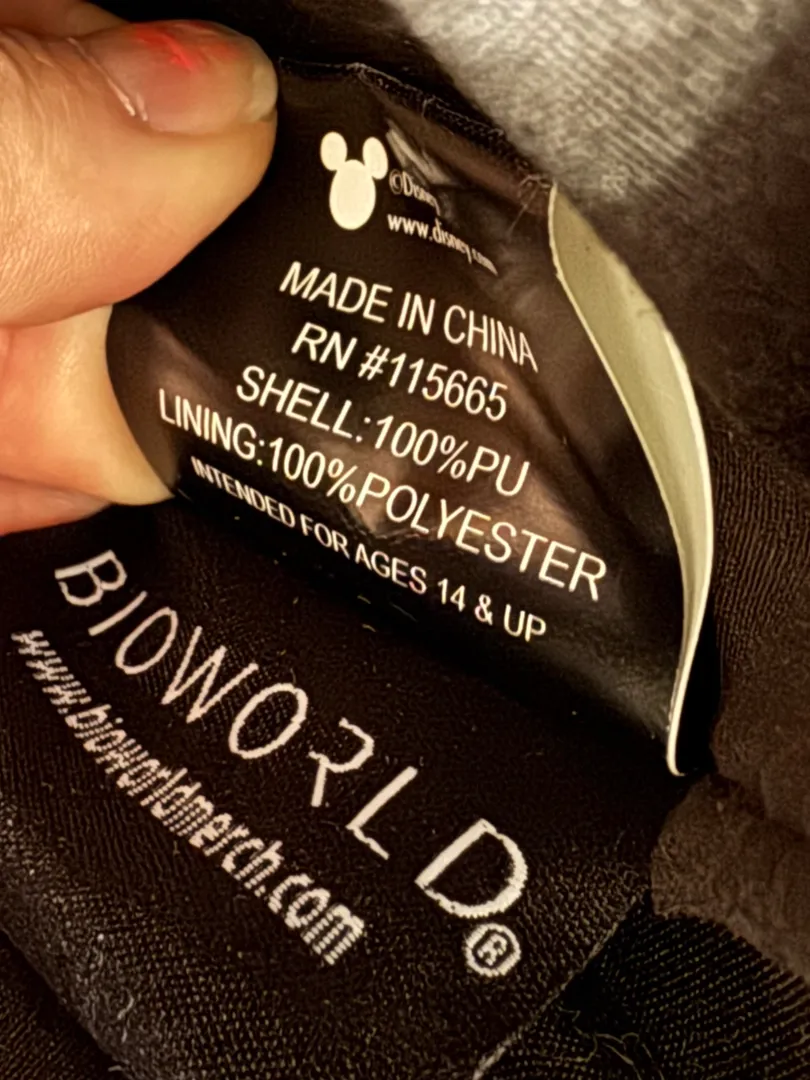 ©Disney
www.disney.com
MADE IN CHINA
RN #115665
SHELL:100%PU
LINING:100%POLYESTER
INTENDED FOR AGES 14 & UP
BIOWORLD®
www.bioworldmerch.com